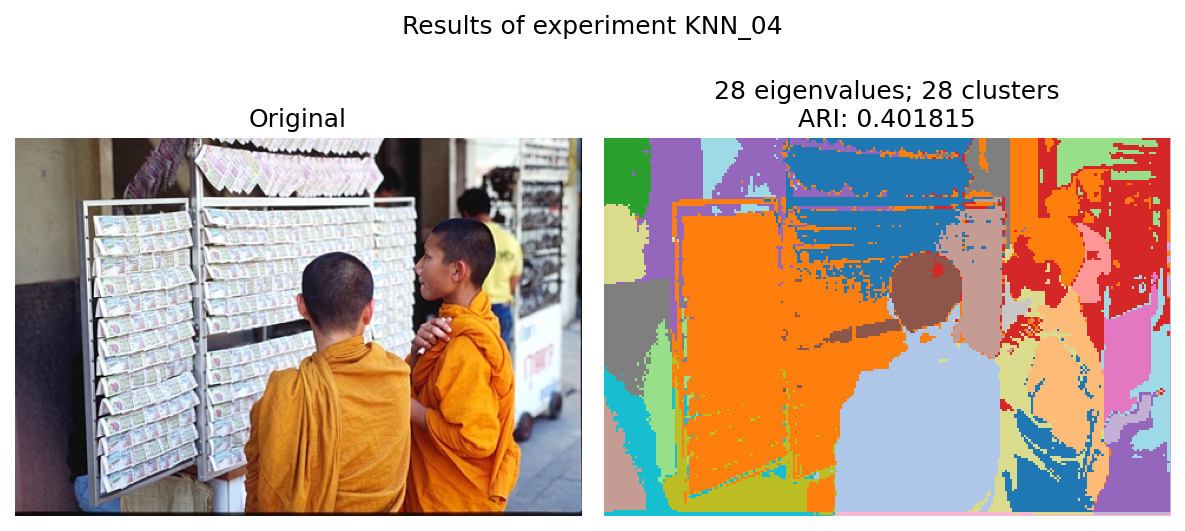 Results of experiment KNN_04
Original
28 eigenvalues; 28 clusters
ARI: 0.401815